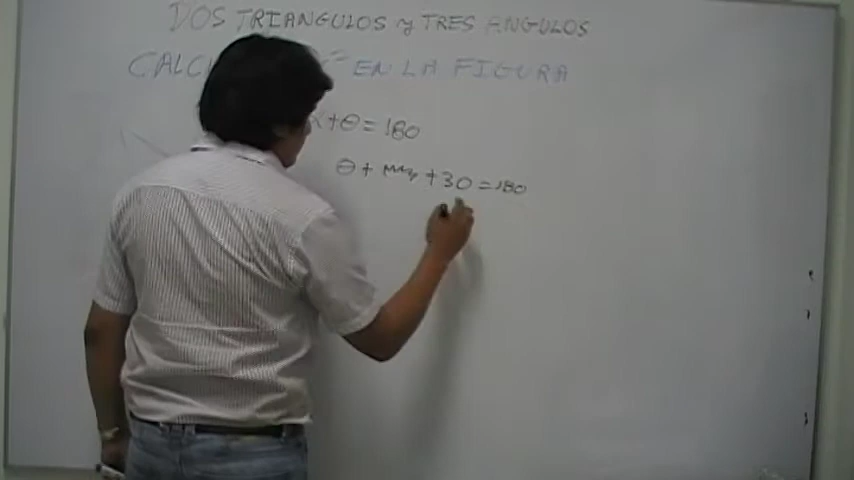 DOS TRIANGULOS y TRES ANGULOS
EN LA FIGURA
+θ=180
θ+ +30=180